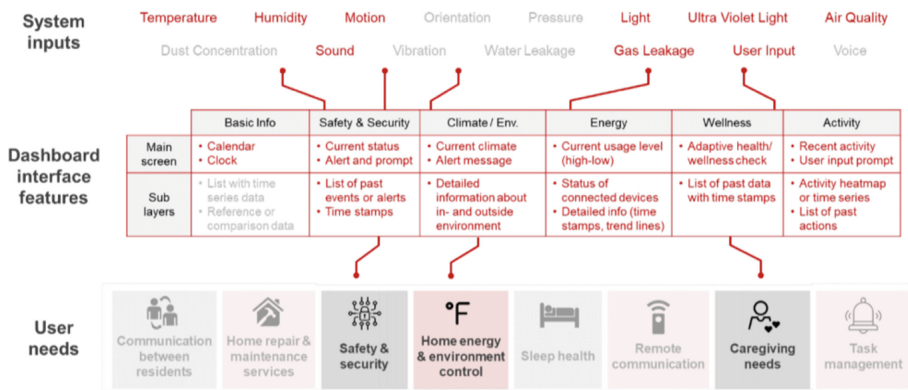 System
inputs
Temperature Humidity Motion Orientation Pressure Light Ultra Violet Light Air Quality
Dust Concentration Sound Vibration Water Leakage Gas Leakage User Input Voice
Dashboard
interface
features
Basic Info Safety & Security Climate / Env. Energy Wellness Activity
Main
screen
• Calendar
• Clock
• Current status
• Alert and prompt
• Current climate
• Alert message
• Current usage level
(high-low)
• Adaptive health/
wellness check
• Recent activity
• User input prompt
Sub
layers
• List with time
series data
• Reference or
comparison data
• List of past
events or alerts
• Time stamps
• Detailed
information about
in- and outside
environment
• Status of
connected devices
• Detailed info (time
stamps, trend lines)
• List of past data
with time stamps
• Activity heatmap
or time series
• List of past
actions
User
needs
Communication
between
residents
Home repair &
maintenance
services
Safety &
security
°F
Home energy
& environment
control
Sleep health
Remote
communication
Caregiving
needs
Task
management